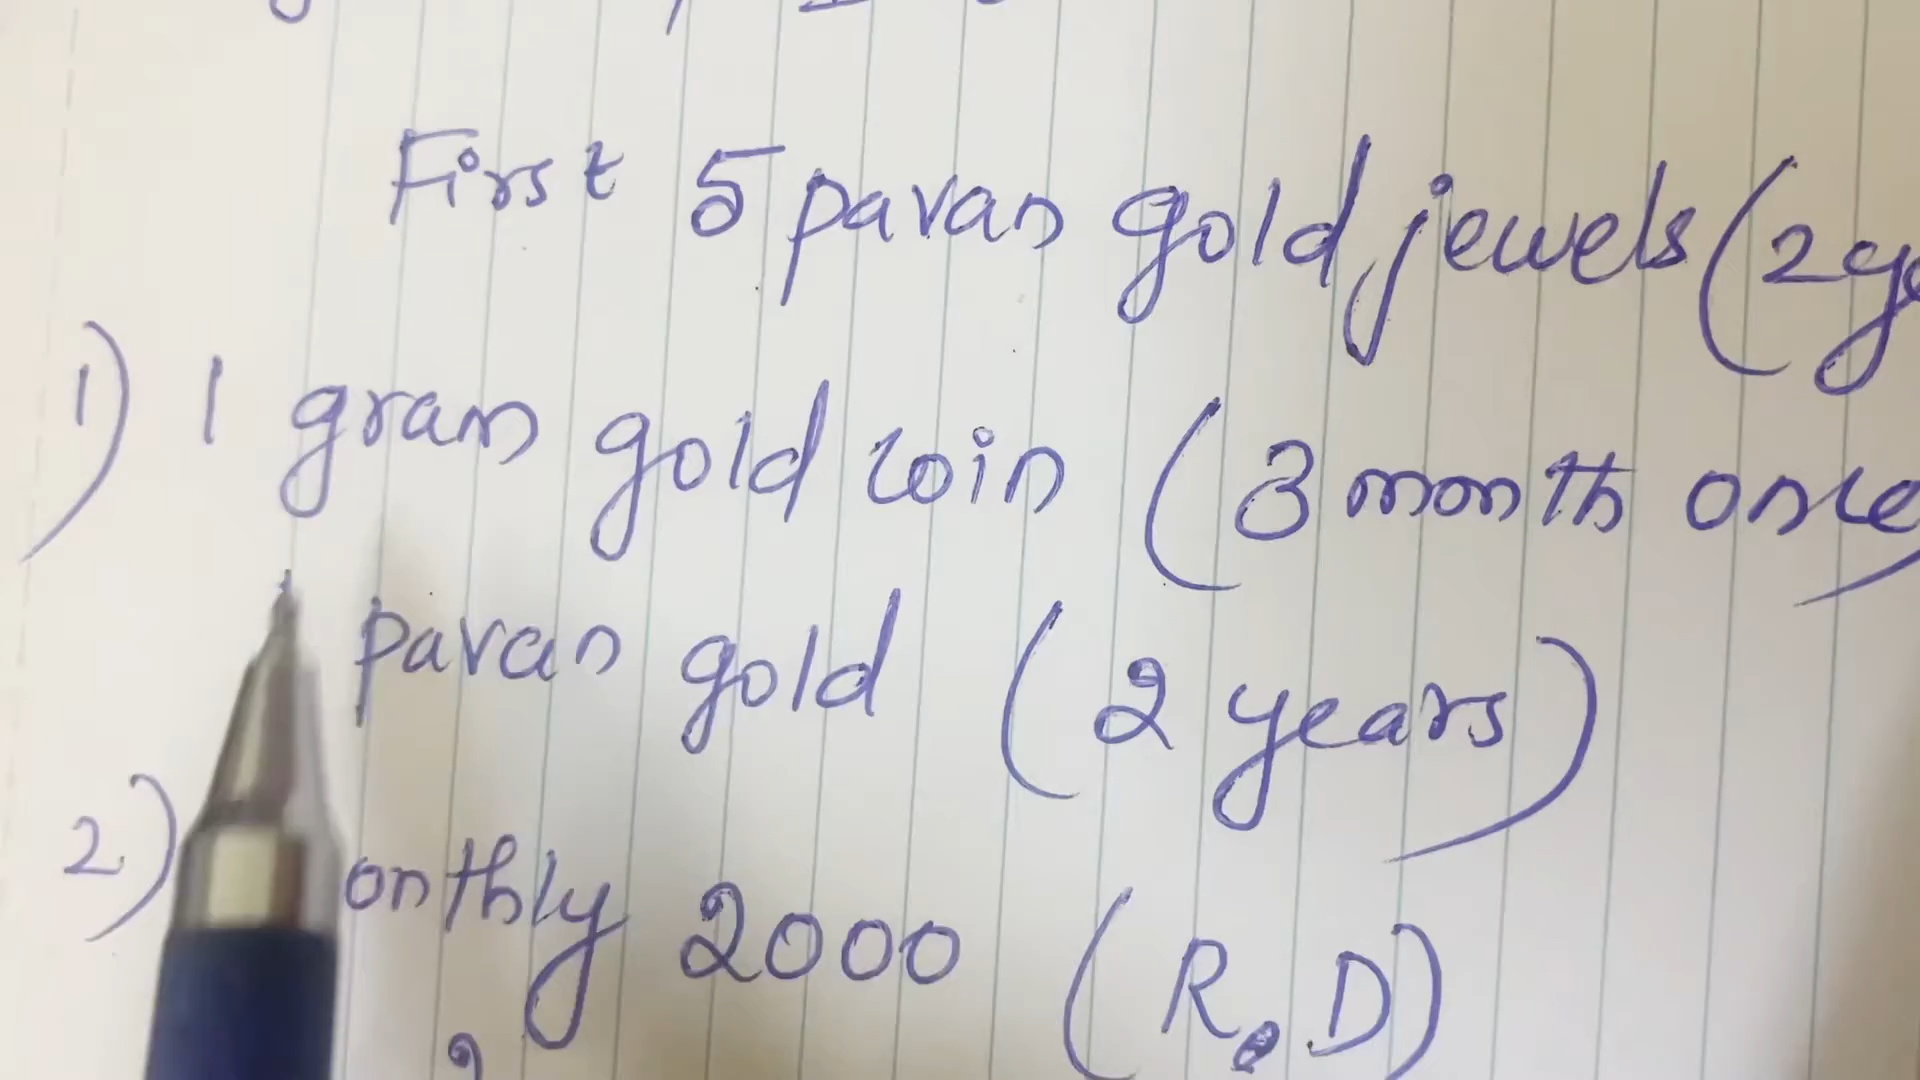 First 5 pavan gold jewels (2ye
1) 1 gram gold coin (3 month once)
pavan gold (2 years)
2) onthly 2000 (R.D)